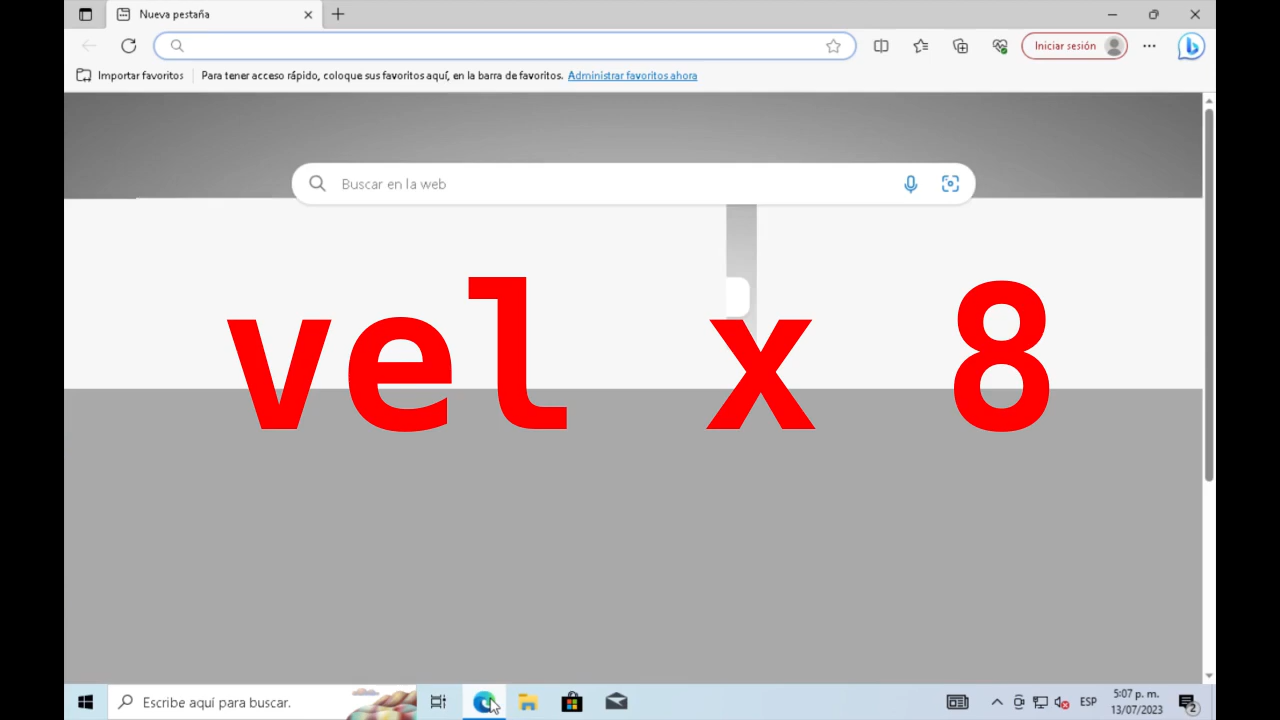 Nueva pestaña
Iniciar sesión
Importar favoritos
Para tener acceso rápido, coloque sus favoritos aquí, en la barra de favoritos. Administrar favoritos ahora
Buscar en la web
vel x 8
Escribe aquí para buscar.
ESP
5:07 p. m.
13/07/2023
2